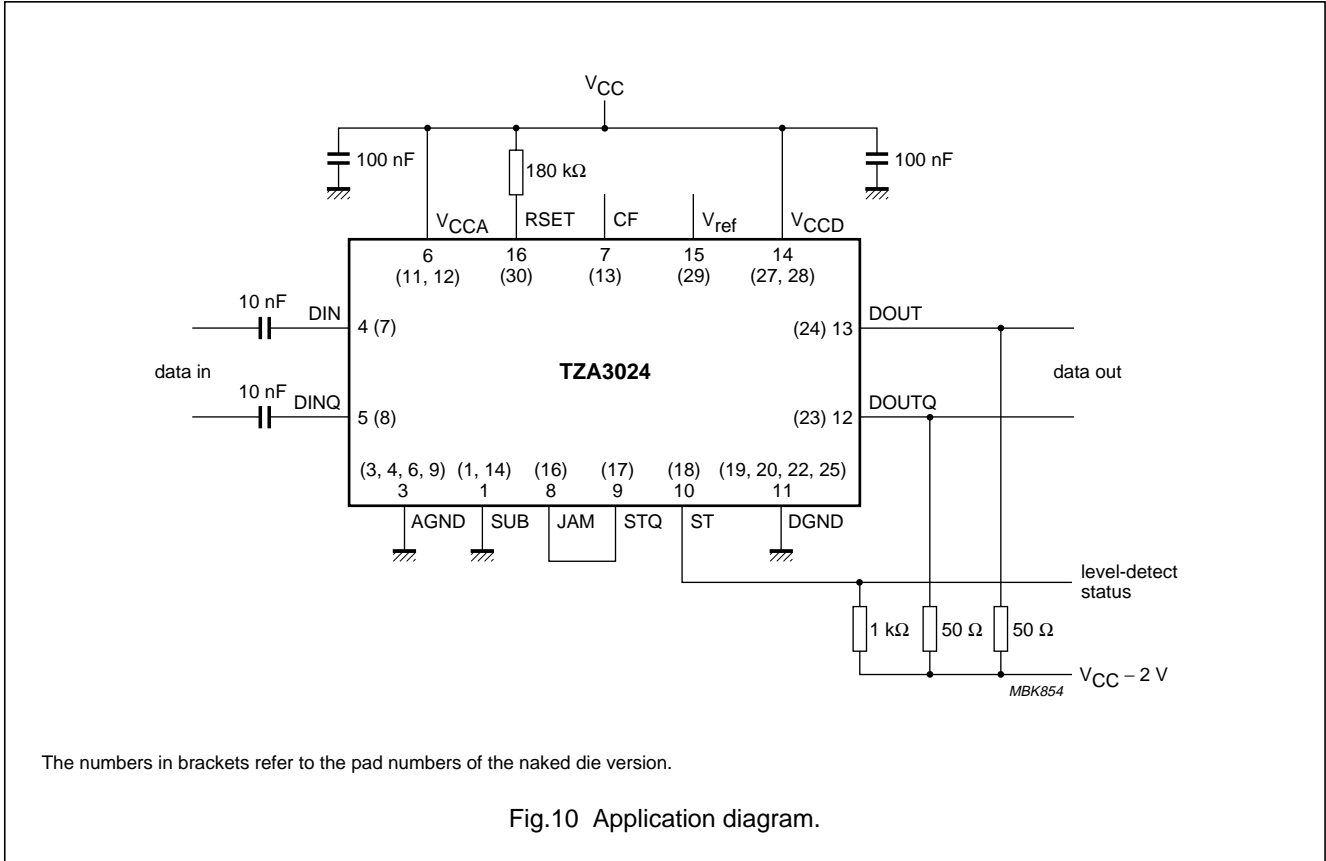 VCC
100 nF
180 kΩ
100 nF
VCCA
RSET
CF
Vref
VCCD
6
16
7
15
14
(11, 12)
(30)
(13)
(29)
(27, 28)
10 nF
DIN
4 (7)
(24) 13
DOUT
data in
TZA3024
data out
10 nF
DINQ
5 (8)
(23) 12
DOUTQ
(3, 4, 6, 9)
(1, 14)
(16)
(17)
(18)
(19, 20, 22, 25)
3
1
8
9
10
11
AGND
SUB
JAM
STQ
ST
DGND
level-detect
status
1 kΩ
50 Ω
50 Ω
VCC − 2 V
MBK854
The numbers in brackets refer to the pad numbers of the naked die version.
Fig.10 Application diagram.